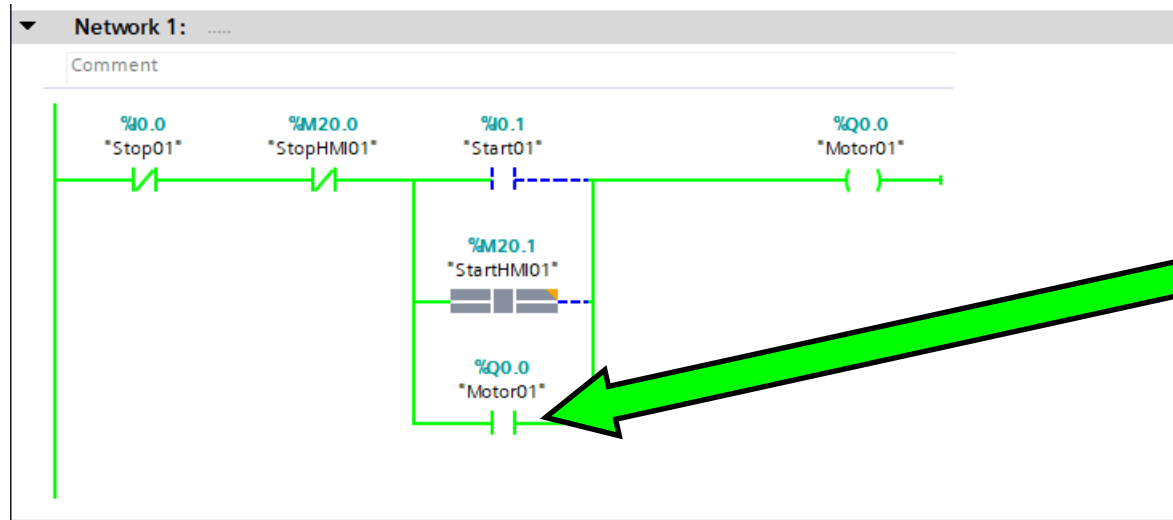 Network 1: .....
Comment
%I0.0 %M20.0 %I0.1 %Q0.0
"Stop01" "StopHMI01" "Start01" "Motor01"
%M20.1
"StartHMI01"
%Q0.0
"Motor01"